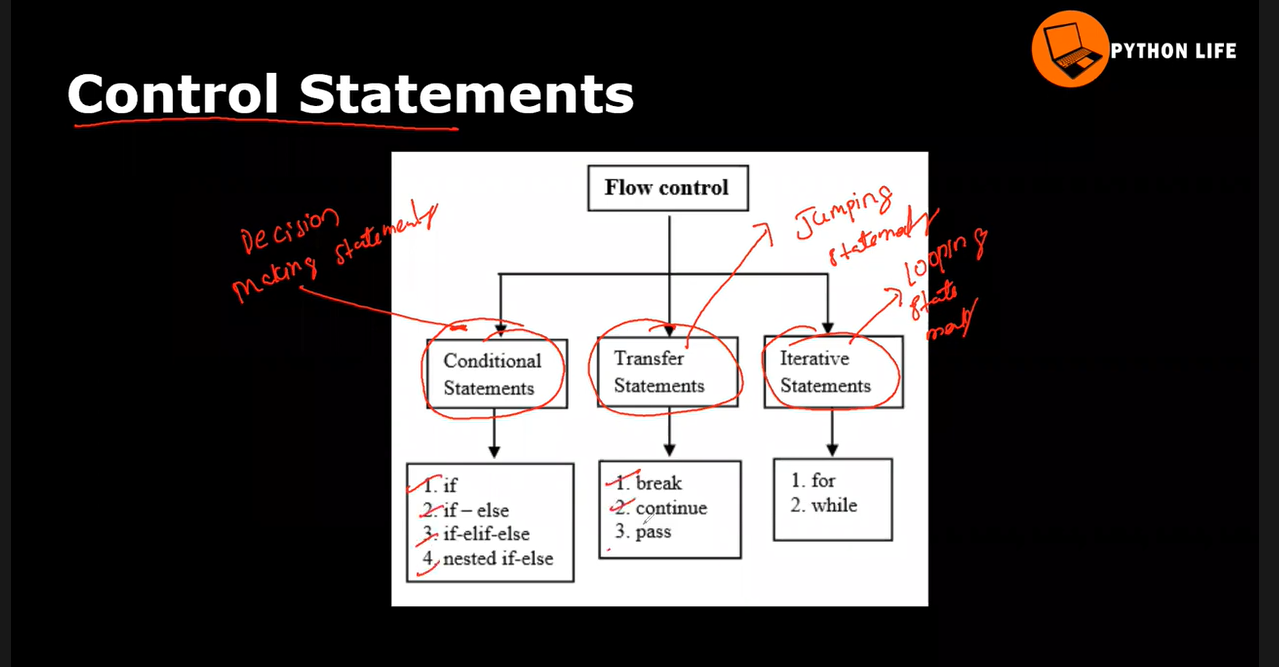 PYTHON LIFE
Control Statements
Flow control
Decision
making statements
Jumping
statements
Looping
state
ments
Conditional
Statements
Transfer
Statements
Iterative
Statements
1. if
2. if – else
3. if-elif-else
4. nested if-else
1. break
2. continue
3. pass
1. for
2. while